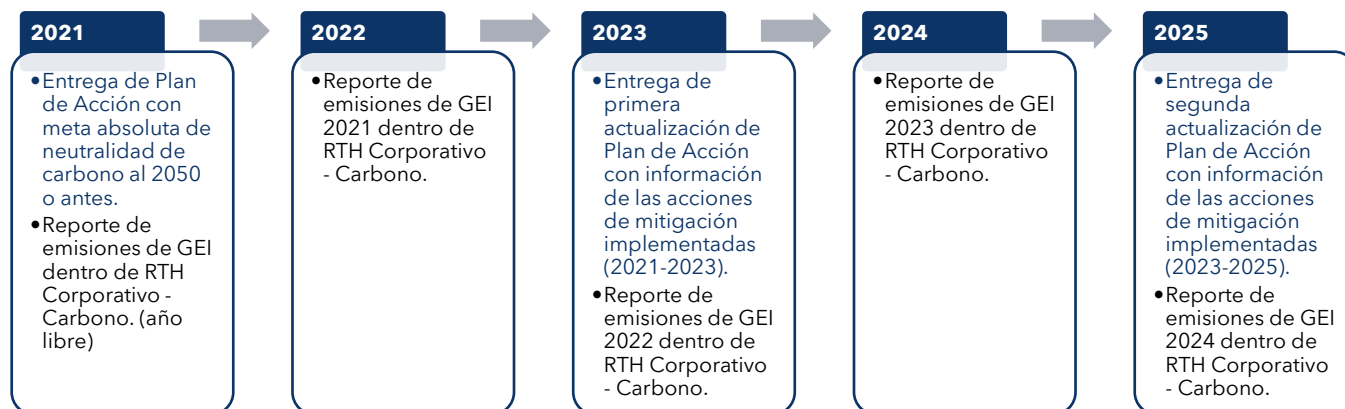 2021
•Entrega de Plan
de Acción con
meta absoluta de
neutralidad de
carbono al 2050
o antes.
•Reporte de
emisiones de GEI
dentro de RTH
Corporativo -
Carbono. (año
libre)
2022
•Reporte de
emisiones de GEI
2021 dentro de
RTH Corporativo
- Carbono.
2023
•Entrega de
primera
actualización de
Plan de Acción
con información
de las acciones
de mitigación
implementadas
(2021-2023).
•Reporte de
emisiones de GEI
2022 dentro de
RTH Corporativo
- Carbono.
2024
•Reporte de
emisiones de GEI
2023 dentro de
RTH Corporativo
- Carbono.
2025
•Entrega de
segunda
actualización de
Plan de Acción
con información
de las acciones
de mitigación
implementadas
(2023-2025).
•Reporte de
emisiones de GEI
2024 dentro de
RTH Corporativo
- Carbono.